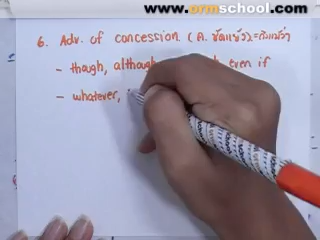 www.ormschool.com
6. Adv. of concession (ค. ขัดแย้ง) = ถึงแม้ว่า
- though, although even if
- whatever,